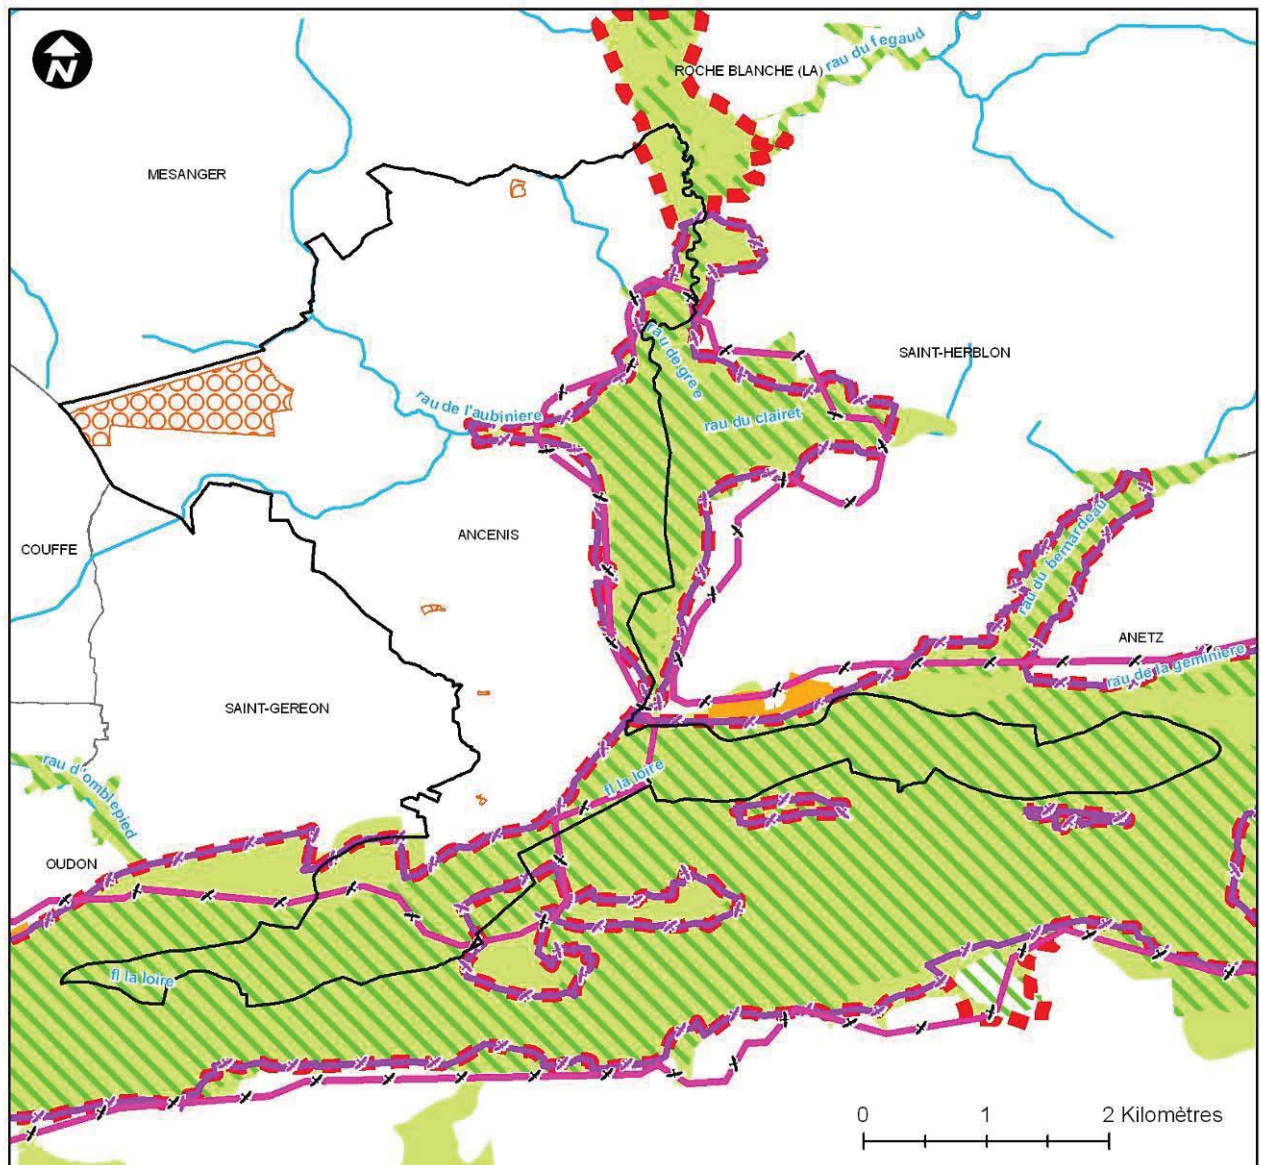 N
rau du fegaud
ROCHE BLANCHE (LA)
MESANGER
rau de gree
SAINT-HERBLON
rau de l'aubiniere
rau du clairet
ANCENIS
COUFFE
rau du bernardeau
ANETZ
rau de la geminiere
SAINT-GEREON
rau d'omblepied
fl la loire
OUDON
fl la loire
0 1 2 Kilomètres